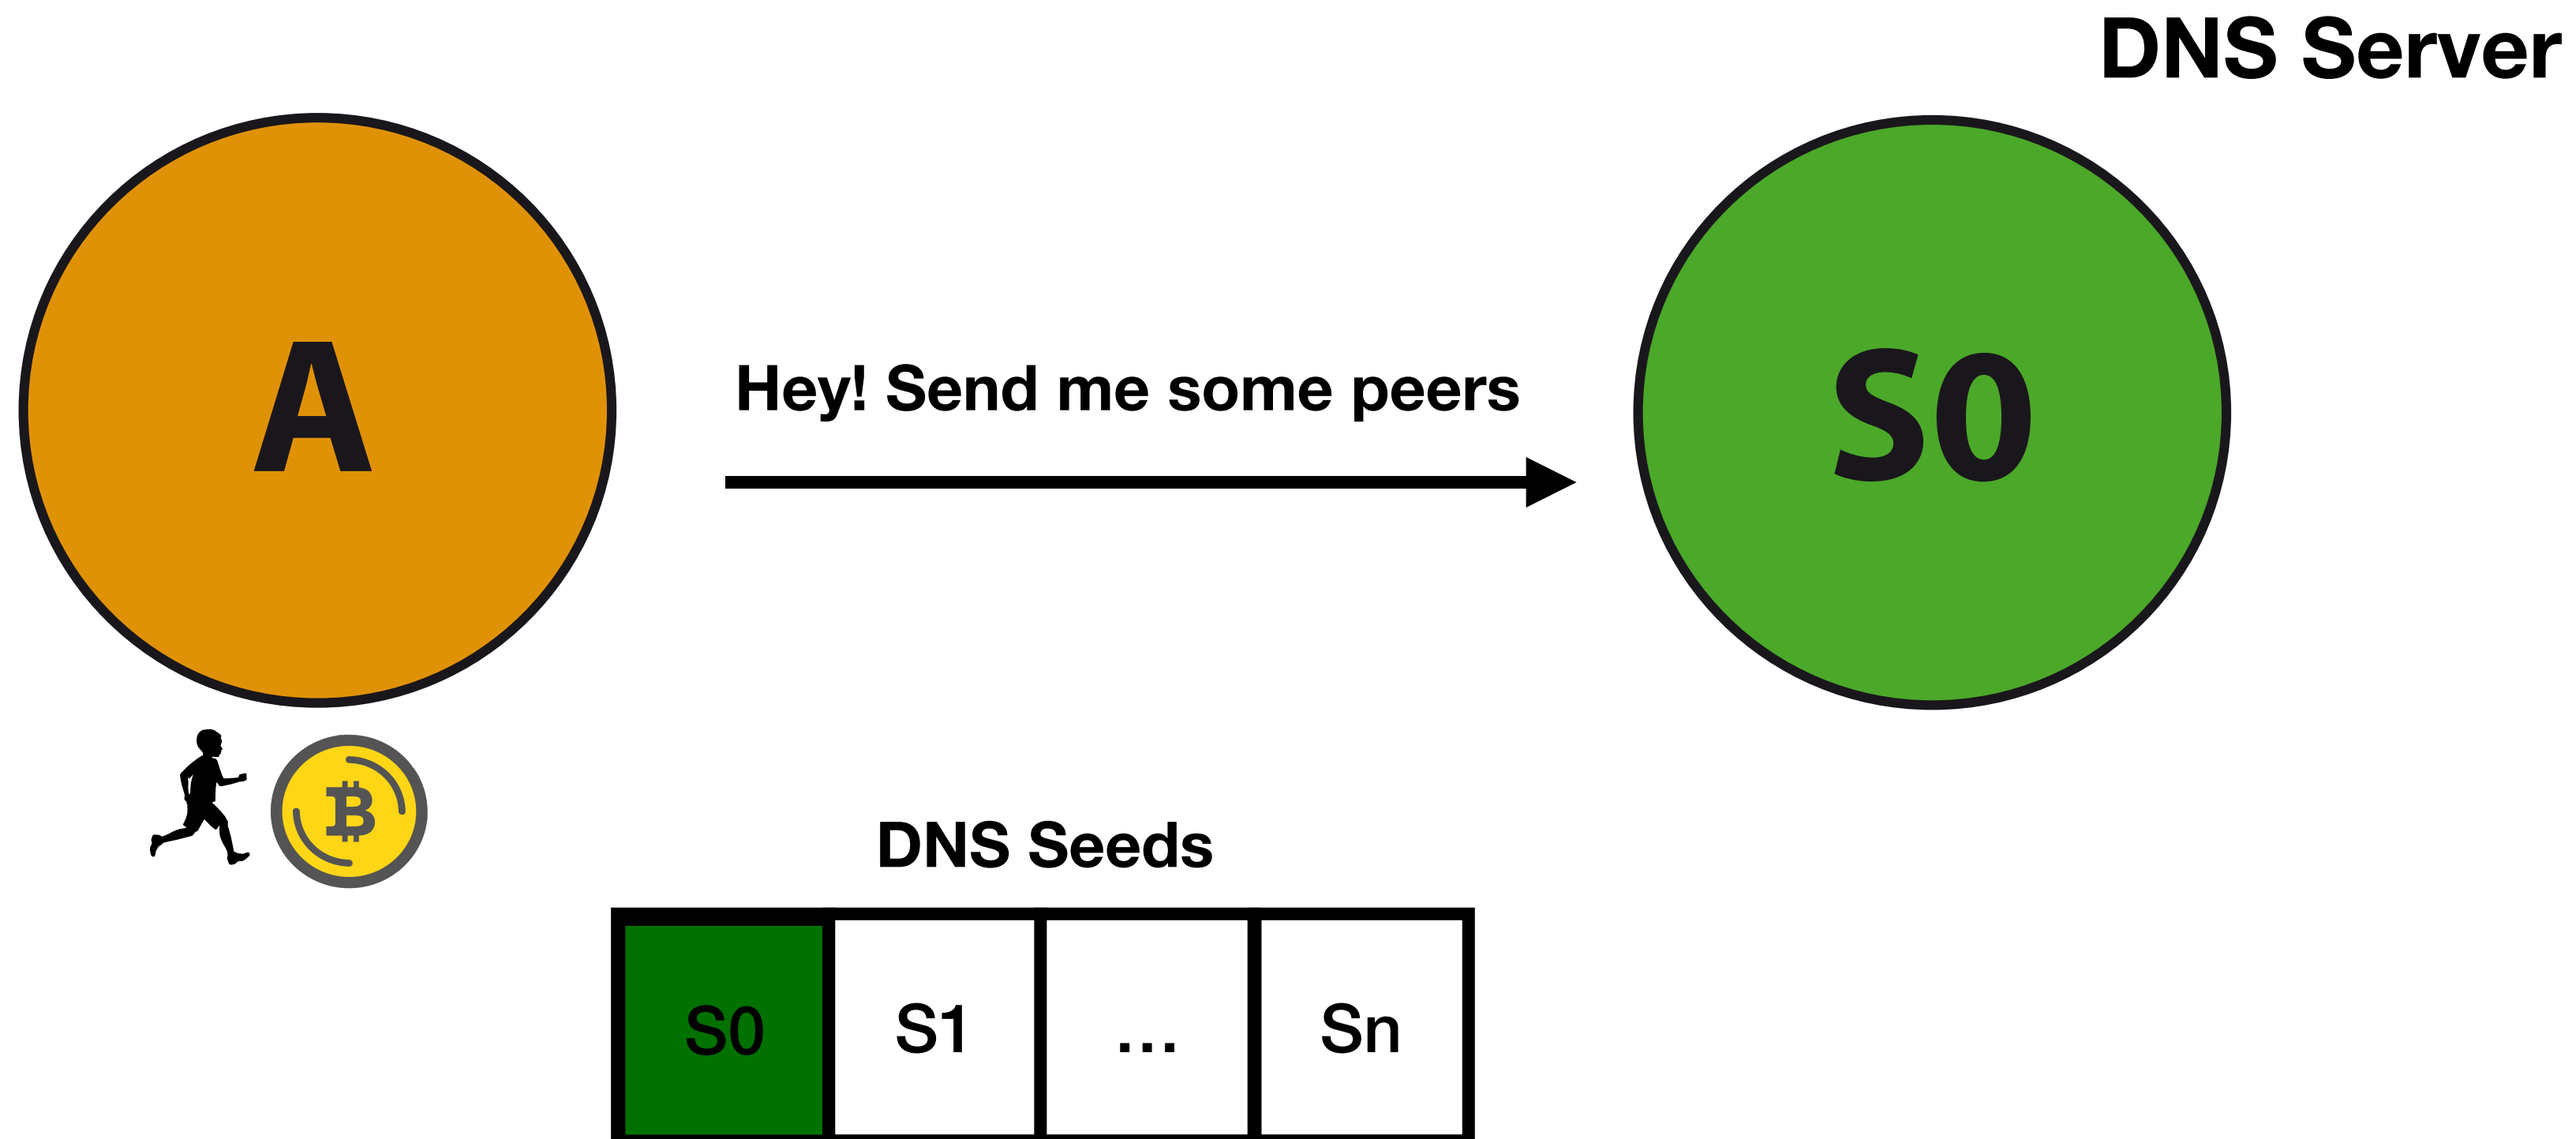 DNS Server
A
Hey! Send me some peers
S0
₿
DNS Seeds
S0 S1 ... Sn